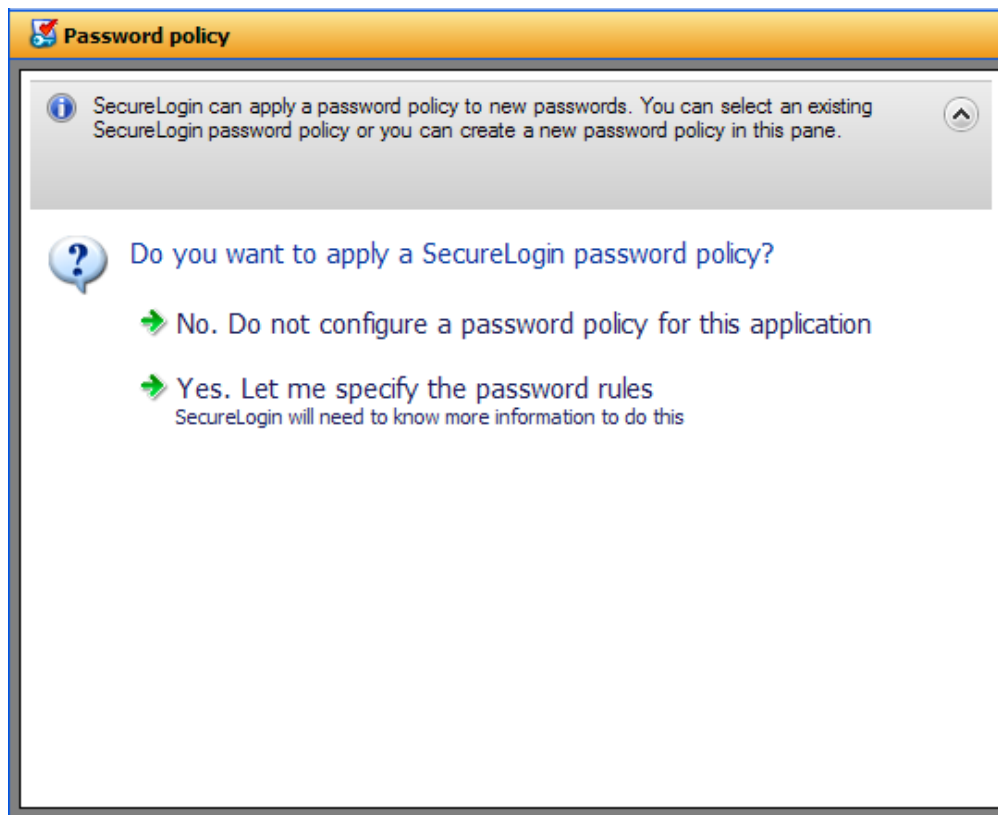 Password policy
SecureLogin can apply a password policy to new passwords. You can select an existing
SecureLogin password policy or you can create a new password policy in this pane.
Do you want to apply a SecureLogin password policy?
No. Do not configure a password policy for this application
Yes. Let me specify the password rules
SecureLogin will need to know more information to do this